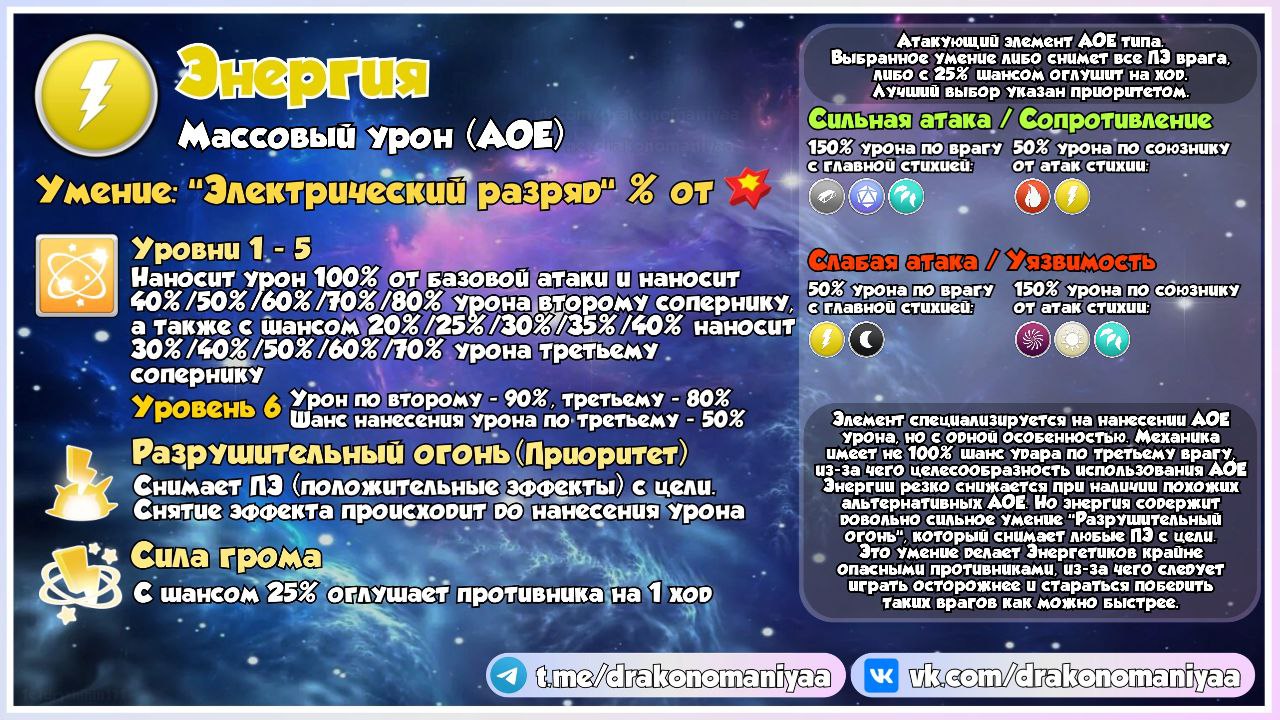 Энергия
Массовый урон (АОЕ)
Умение: "Электрический разряд" % от
Уровни 1 - 5
Наносит урон 100% от базовой атаки и наносит
40%/50%/60%/70%/80% урона второму сопернику,
а также с шансом 20%/25%/30%/35%/40% наносит
30%/40%/50%/60%/70% урона третьему
сопернику
Уровень 6
Урон по второму - 90%, третьему - 80%
Шанс нанесения урона по третьему - 50%
Разрушительный огонь (Приоритет)
Снимает ПЭ (положительные эффекты) с цели.
Снятие эффекта происходит до нанесения урона
Сила грома
С шансом 25% оглушает противника на 1 ход
Атакующий элемент АОЕ типа.
Выбранное умение либо снимет все ПЭ врага,
либо с 25% шансом оглушит на ход.
Лучший выбор указан приоритетом.
Сильная атака / Сопротивление
150% урона по врагу
с главной стихией:
50% урона по союзнику
от атак стихии:
Слабая атака / Уязвимость
50% урона по врагу
с главной стихией:
150% урона по союзнику
от атак стихии:
Элемент специализируется на нанесении АОЕ
урона, но с одной особенностью. Механика
имеет не 100% шанс удара по третьему врагу,
из-за чего целесообразность использования АОЕ
Энергии резко снижается при наличии похожих
альтернативных АОЕ. Но энергия содержит
довольно сильное умение "Разрушительный
огонь", который снимает любые ПЭ с цели.
Это умение делает Энергетиков крайне
опасными противниками, из-за чего следует
играть осторожнее и стараться победить
таких врагов как можно быстрее.
t.me/drakonomaniyaa
vk.com/drakonomaniyaa